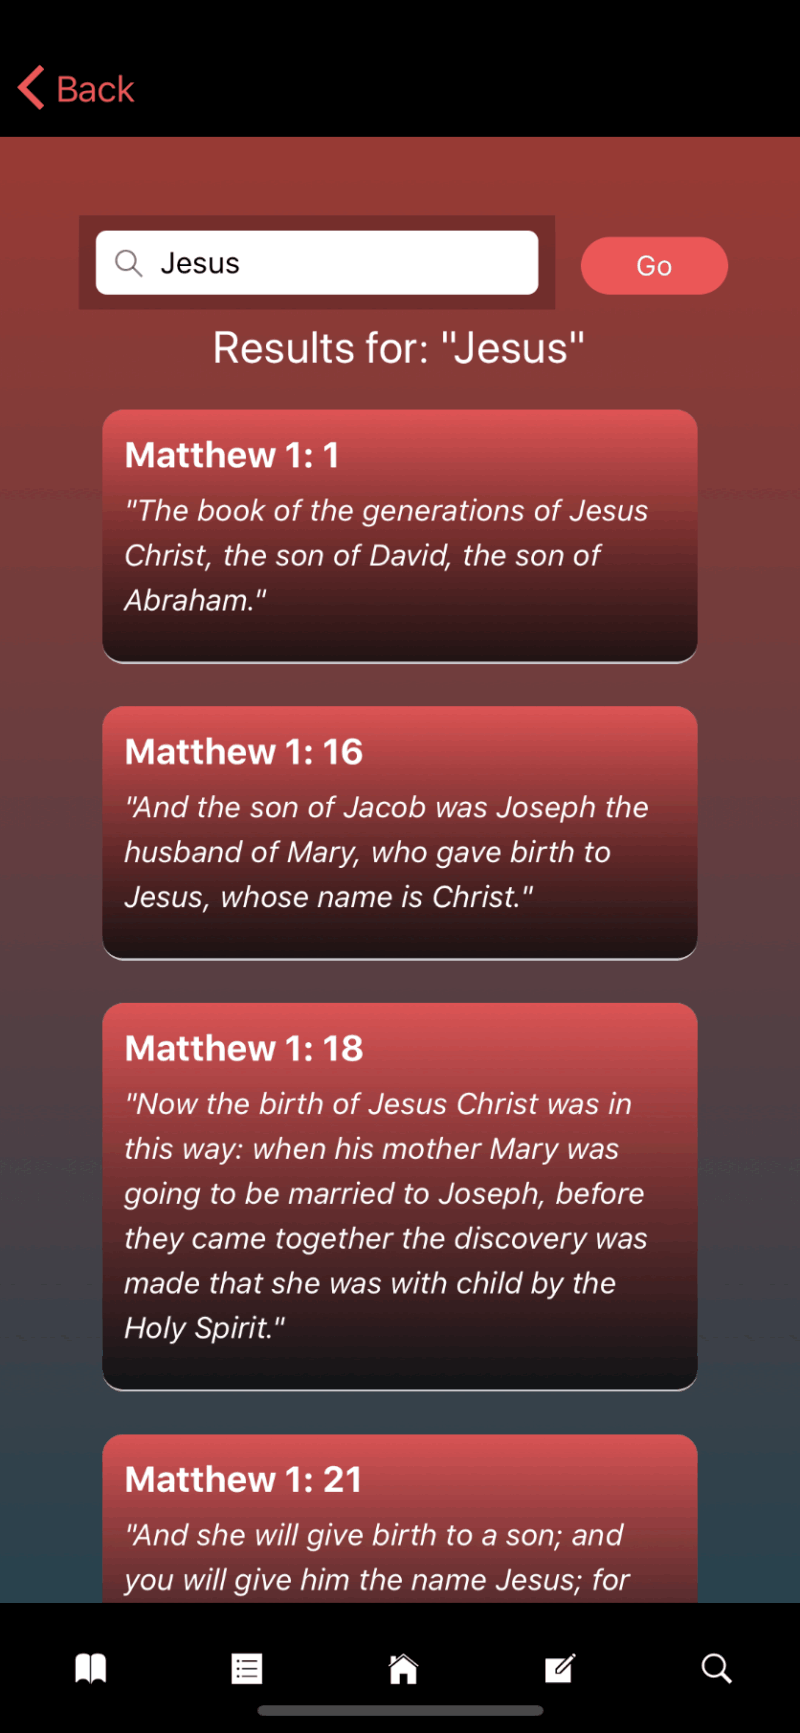 Back
Jesus
Go
Results for: "Jesus"
Matthew 1: 1
"The book of the generations of Jesus
Christ, the son of David, the son of
Abraham."
Matthew 1: 16
"And the son of Jacob was Joseph the
husband of Mary, who gave birth to
Jesus, whose name is Christ."
Matthew 1: 18
"Now the birth of Jesus Christ was in
this way: when his mother Mary was
going to be married to Joseph, before
they came together the discovery was
made that she was with child by the
Holy Spirit."
Matthew 1: 21
"And she will give birth to a son; and
you will give him the name Jesus; for